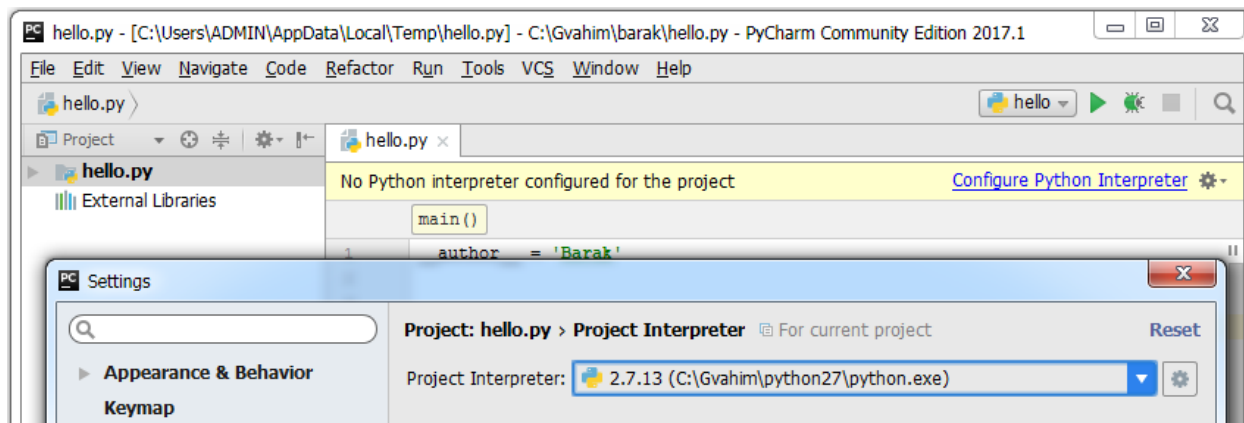 hello.py - [C:\Users\ADMIN\AppData\Local\Temp\hello.py] - C:\Gvahim\barak\hello.py - PyCharm Community Edition 2017.1
File Edit View Navigate Code Refactor Run Tools VCS Window Help
hello.py hello
Project hello.py
hello.py No Python interpreter configured for the project Configure Python Interpreter
External Libraries
main()
1 __author__ = 'Barak'
Settings
Project: hello.py › Project Interpreter For current project Reset
Appearance & Behavior Project Interpreter: 2.7.13 (C:\Gvahim\python27\python.exe)
Keymap